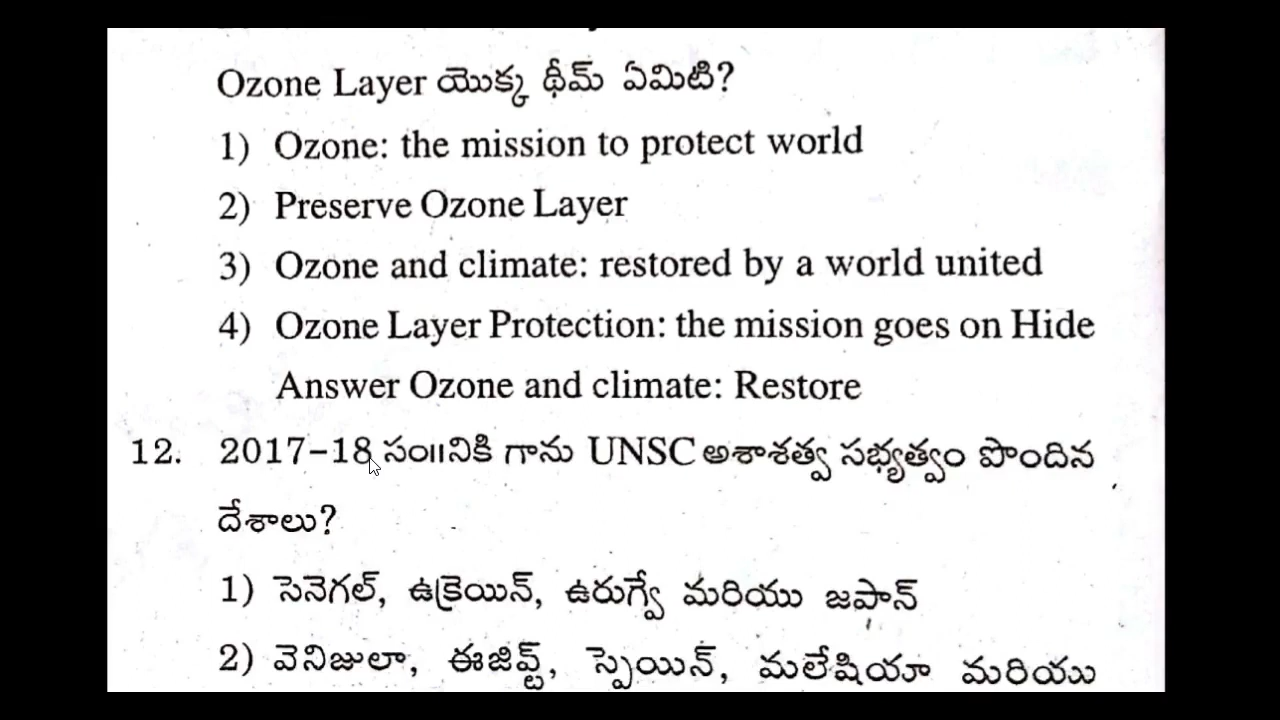 Ozone Layer యొక్క థీమ్ ఏమిటి?
1) Ozone: the mission to protect world
2) Preserve Ozone Layer
3) Ozone and climate: restored by a world united
4) Ozone Layer Protection: the mission goes on Hide
Answer Ozone and climate: Restore
12. 2017-18 సం॥నికి గాను UNSC అశాశత్వ సభ్యత్వం పొందిన
దేశాలు?
1) సెనెగల్, ఉక్రెయిన్, ఉరుగ్వే మరియు జపాన్
2) వెనిజులా, ఈజిప్ట్, స్పెయిన్, మలేషియా మరియు